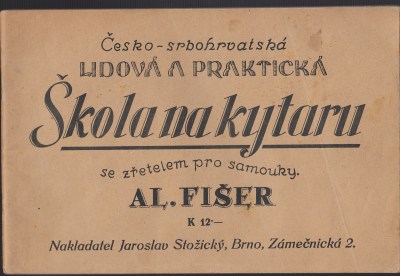 Česko-srbohrvatská
LIDOVÁ A PRAKTICKÁ
Škola na kytaru
se zřetelem pro samouky.
AL. FIŠER
K 12·—
Nakladatel Jaroslav Stožický, Brno, Zámečnická 2.